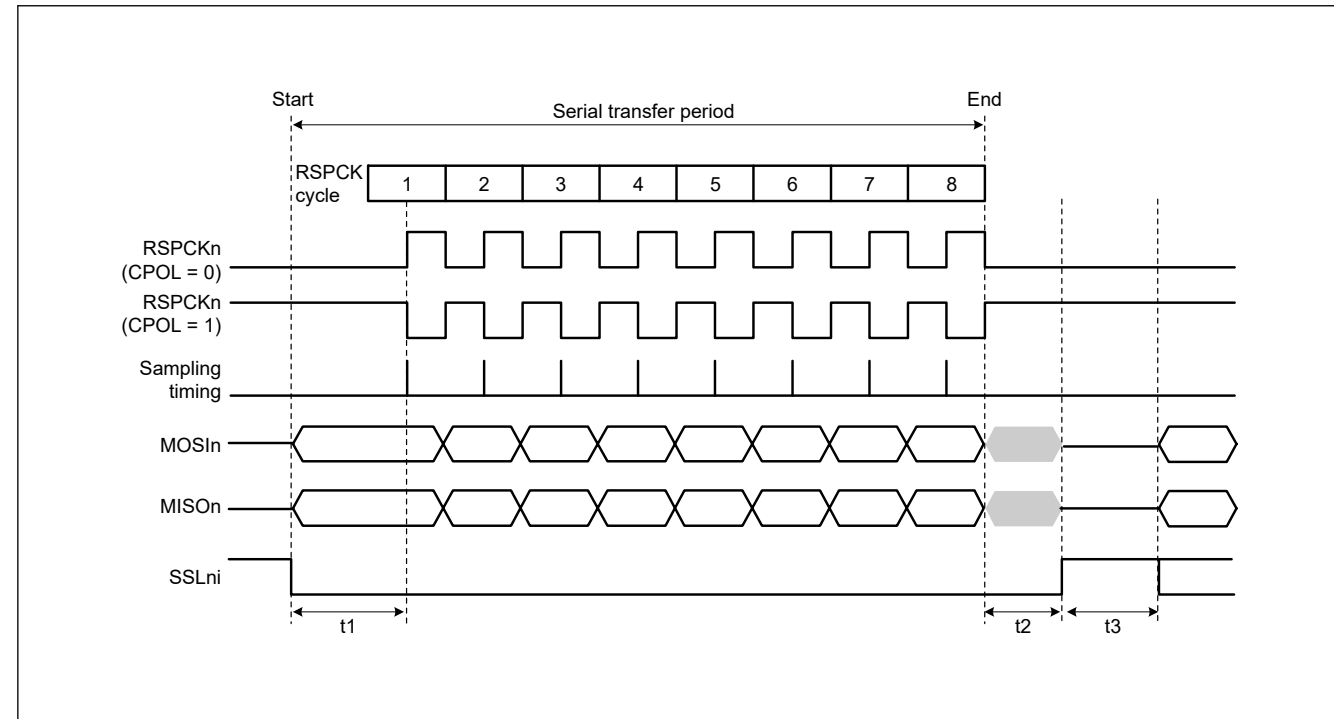 Start
End
Serial transfer period
RSPCK
cycle
1 2 3 4 5 6 7 8
RSPCKn
(CPOL = 0)
RSPCKn
(CPOL = 1)
Sampling
timing
MOSIn
MISOn
SSLni
t1
t2
t3